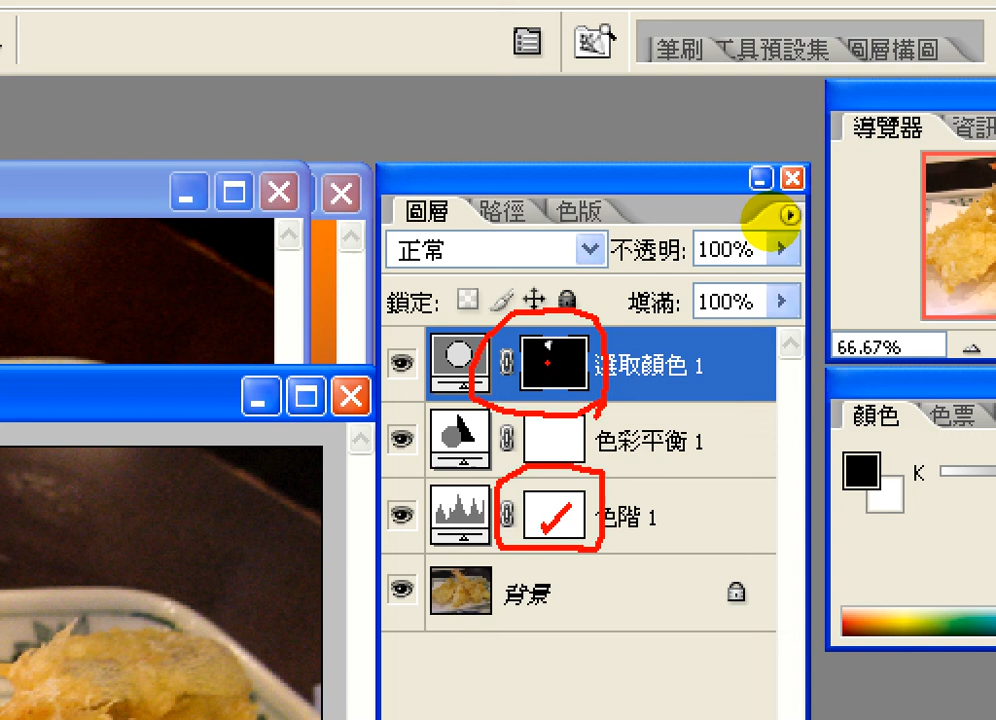 筆刷 工具預設集 圖層構圖
導覽器 資訊
圖層 路徑 色版
正常 不透明: 100%
鎖定: 填滿: 100%
66.67%
選取顏色 1
顏色 色票
色彩平衡 1
K
色階 1
背景